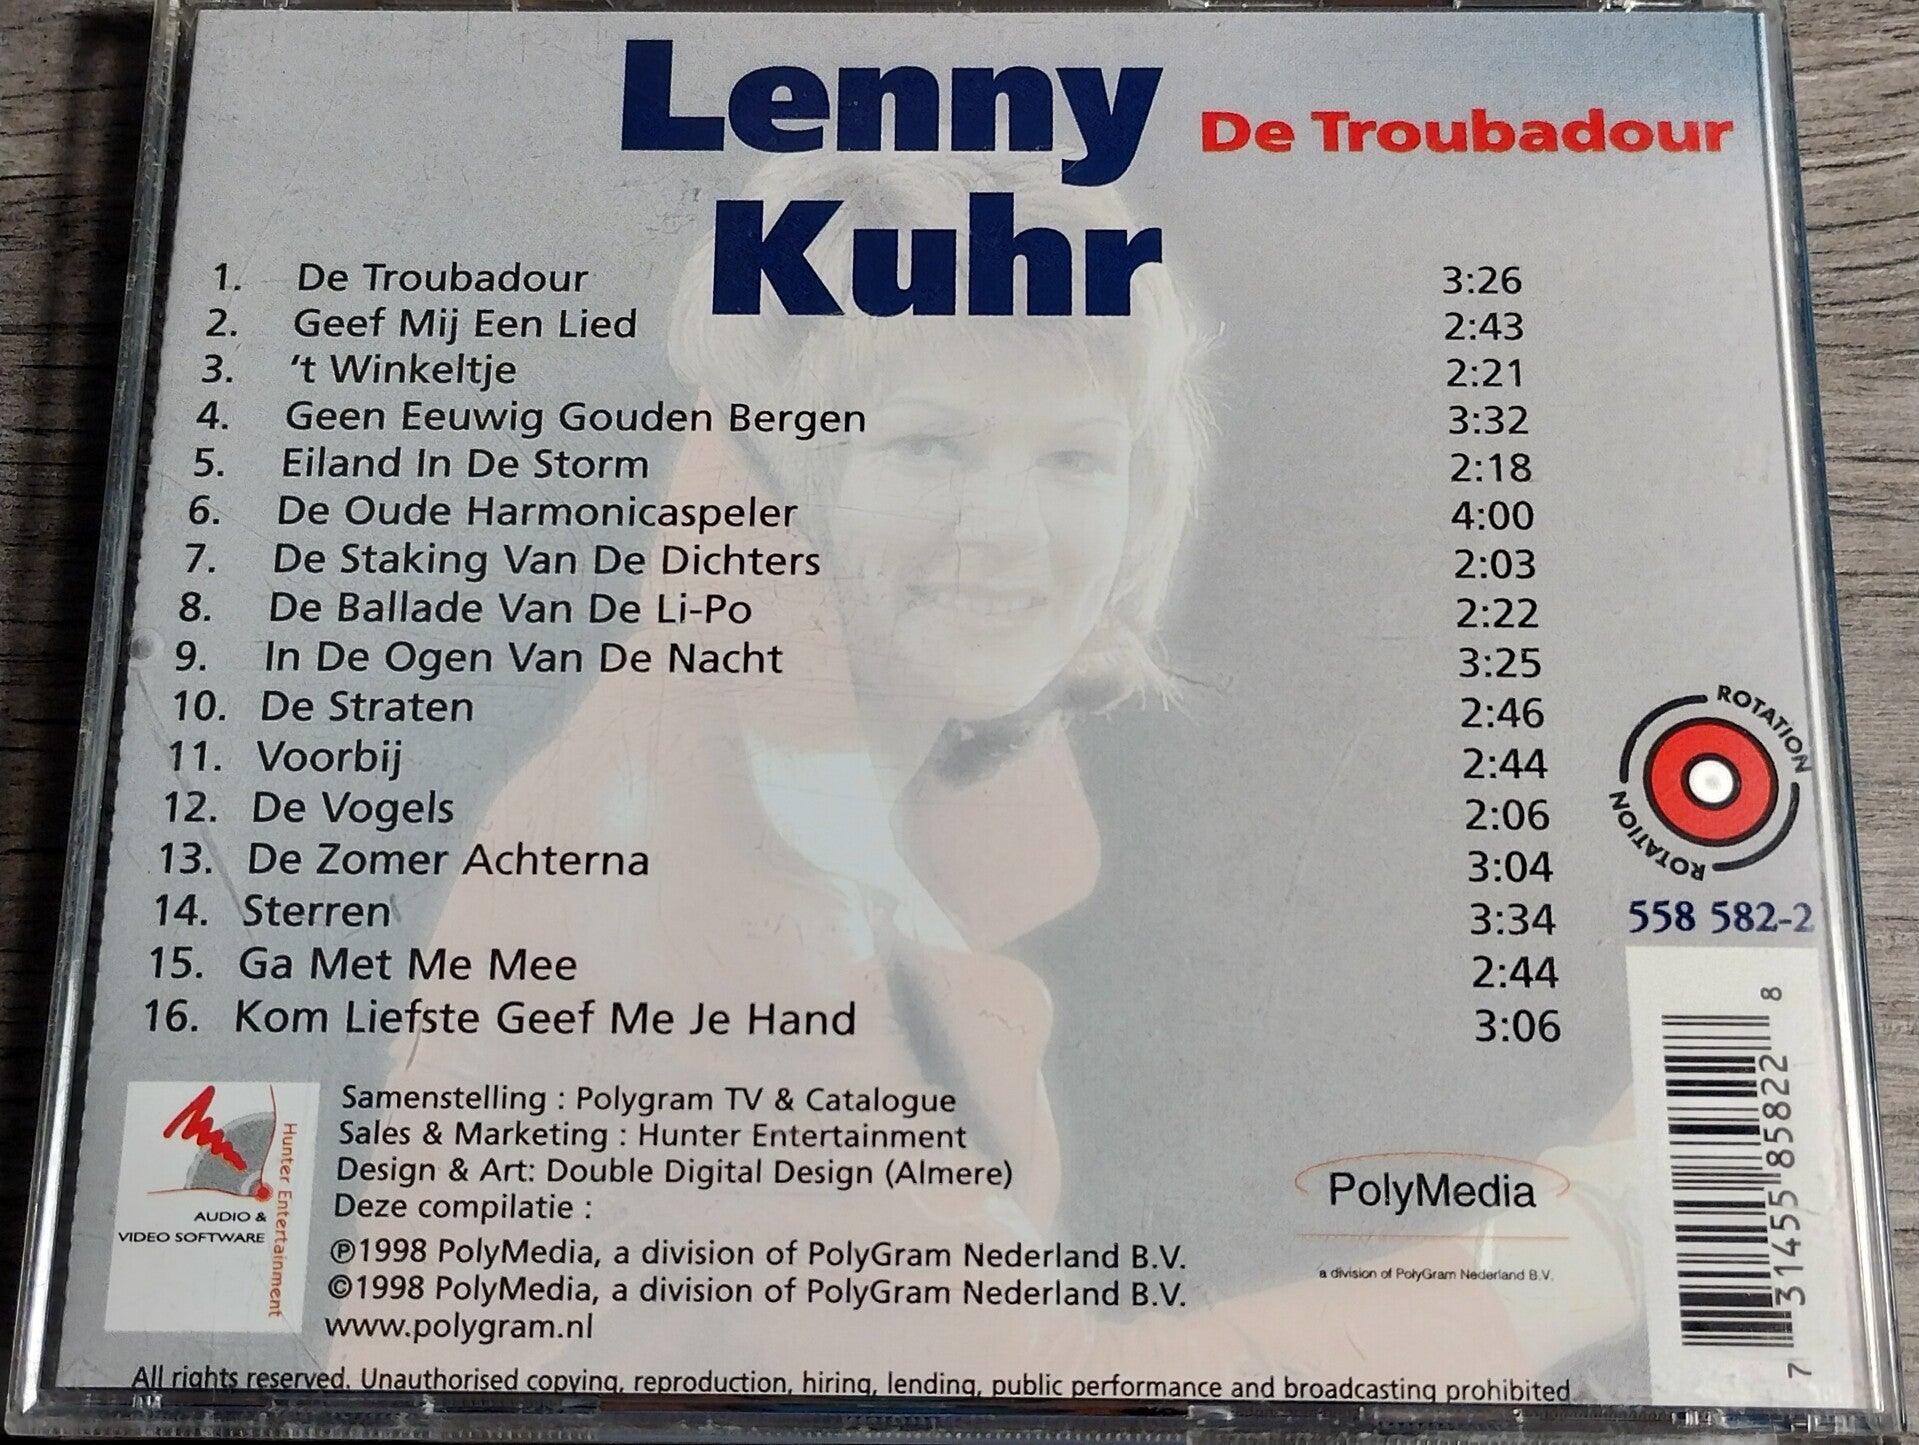 Lenny
Kuhr
De Troubadour
1. De Troubadour 3:26
2. Geef Mij Een Lied 2:43
3. ‘t Winkeltje 2:21
4. Geen Eeuwig Gouden Bergen 3:32
5. Eiland In De Storm 2:18
6. De Oude Harmonicaspeler 4:00
7. De Staking Van De Dichters 2:03
8. De Ballade Van De Li-Po 2:22
9. In De Ogen Van De Nacht 3:25
10. De Straten 2:46
11. Voorbij 2:44
12. De Vogels 2:06
13. De Zomer Achterna 3:04
14. Sterren 3:34
15. Ga Met Me Mee 2:44
16. Kom Liefste Geef Me Je Hand 3:06
ROTATION
ROTATION
558 582-2
7 31455 85822 8
Hunter Entertainment
AUDIO &
VIDEO SOFTWARE
Samenstelling : Polygram TV & Catalogue
Sales & Marketing : Hunter Entertainment
Design & Art: Double Digital Design (Almere)
Deze compilatie :
℗1998 PolyMedia, a division of PolyGram Nederland B.V.
©1998 PolyMedia, a division of PolyGram Nederland B.V.
www.polygram.nl
PolyMedia
a division of PolyGram Nederland B.V.
All rights reserved. Unauthorised copying, reproduction, hiring, lending, public performance and broadcasting prohibited